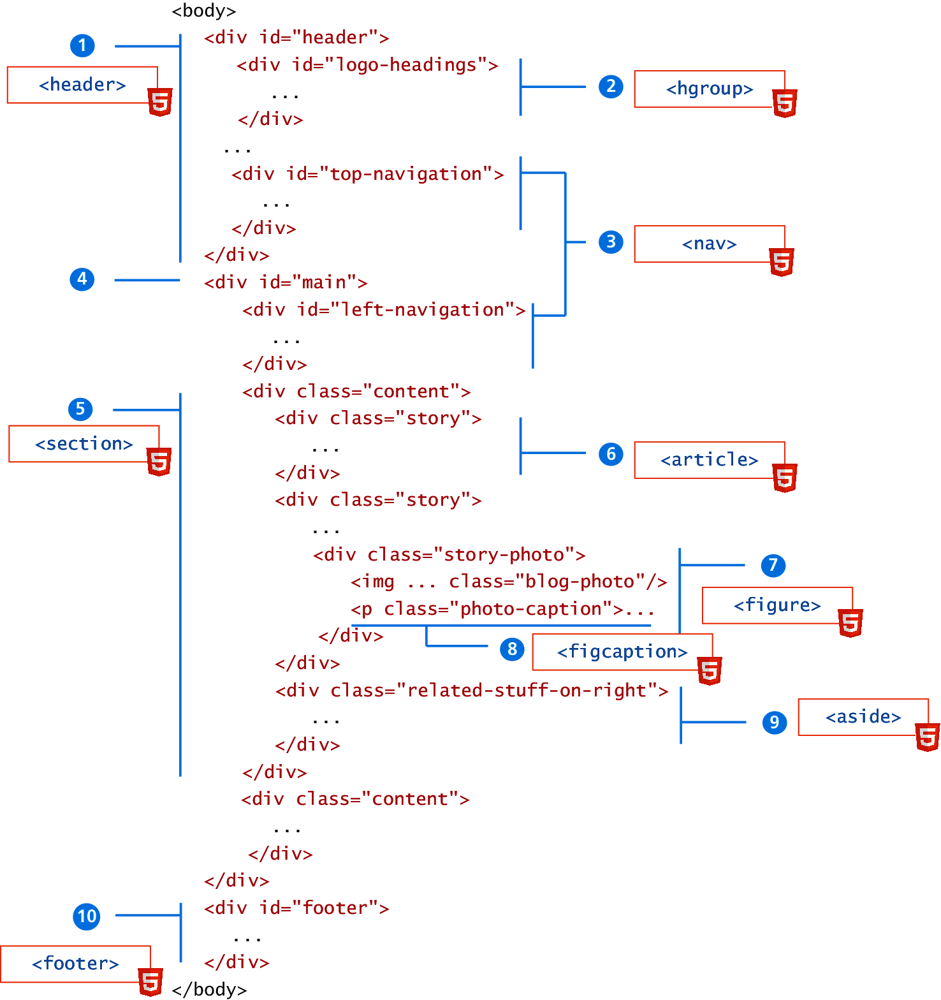 <body>
1 <div id="header">
<header>
<div id="logo-headings">
2 <hgroup>
...
</div>
...
<div id="top-navigation">
...
</div>
3 <nav>
</div>
4 <div id="main">
<div id="left-navigation">
...
</div>
<div class="content">
5
<section>
<div class="story">
...
6 <article>
</div>
<div class="story">
...
<div class="story-photo">
7
<img ... class="blog-photo"/>
<figure>
<p class="photo-caption">...
</div>
8 <figcaption>
</div>
<div class="related-stuff-on-right">
...
9 <aside>
</div>
</div>
<div class="content">
...
</div>
</div>
<div id="footer">
10
...
<footer>
</div>
</body>